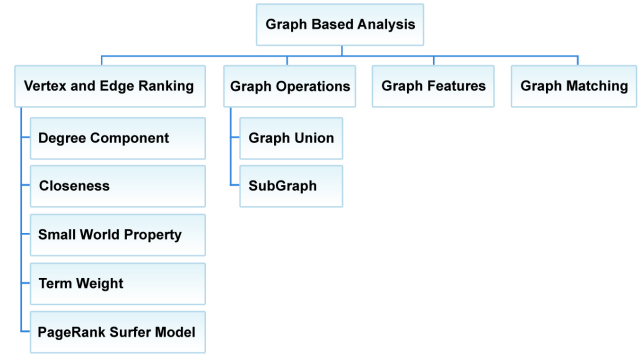 Graph Based Analysis
Vertex and Edge Ranking
Graph Operations
Graph Features
Graph Matching
Degree Component
Closeness
Small World Property
Term Weight
PageRank Surfer Model
Graph Union
SubGraph